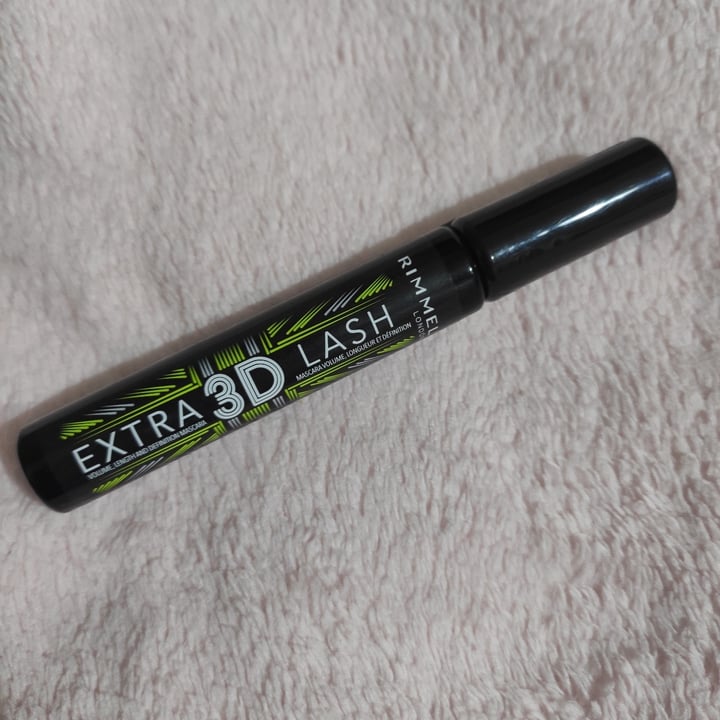 RIMMEL
LONDON
EXTRA 3D LASH
VOLUME, LENGTH AND DEFINITION MASCARA
MASCARA VOLUME, LONGUEUR ET DÉFINITION